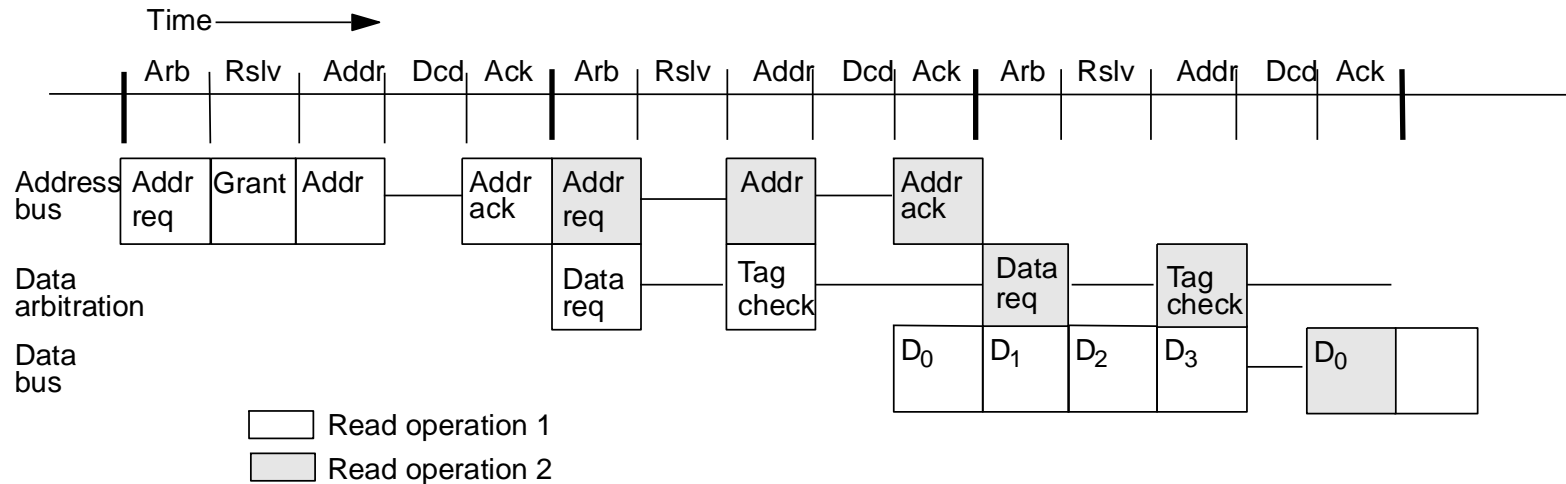 Time
Arb Rslv Addr Dcd Ack Arb Rslv Addr Dcd Ack Arb Rslv Addr Dcd Ack
Address bus
Addr req
Grant
Addr
Addr ack
Addr req
Addr
Addr ack
Data arbitration
Data req
Tag check
Data req
Tag check
Data bus
D0
D1
D2
D3
D0
Read operation 1
Read operation 2